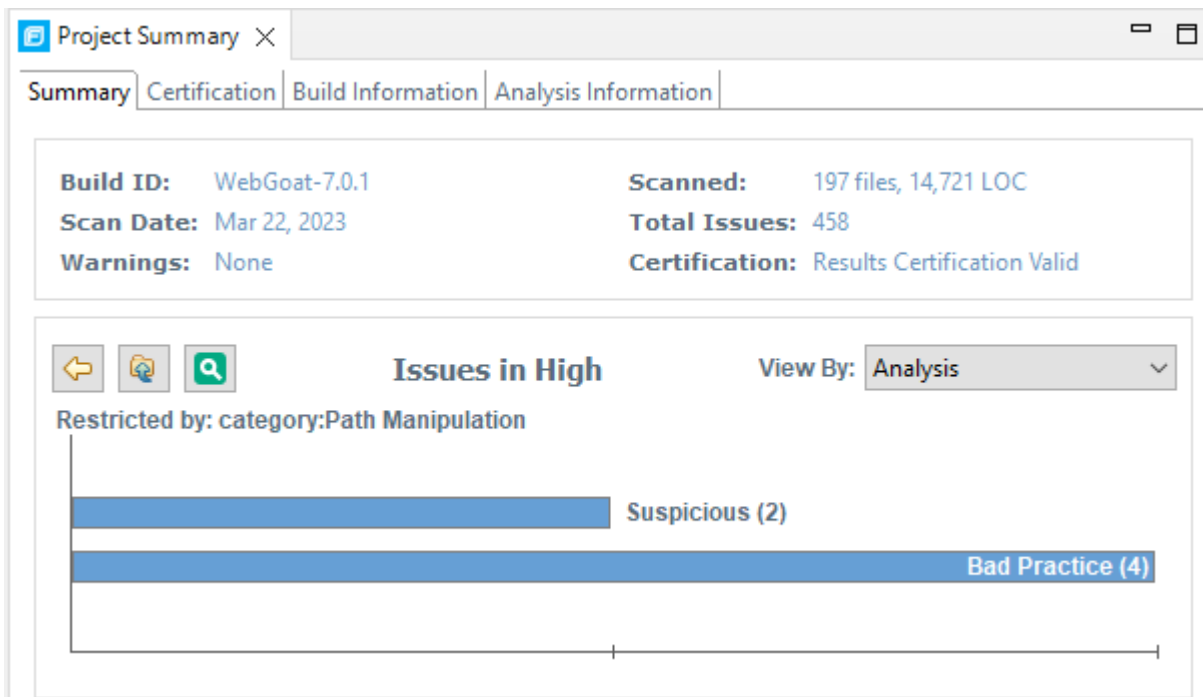 Project Summary
Summary Certification Build Information Analysis Information
Build ID: WebGoat-7.0.1 Scanned: 197 files, 14,721 LOC
Scan Date: Mar 22, 2023 Total Issues: 458
Warnings: None Certification: Results Certification Valid
Issues in High View By: Analysis
Restricted by: category:Path Manipulation
Suspicious (2)
Bad Practice (4)